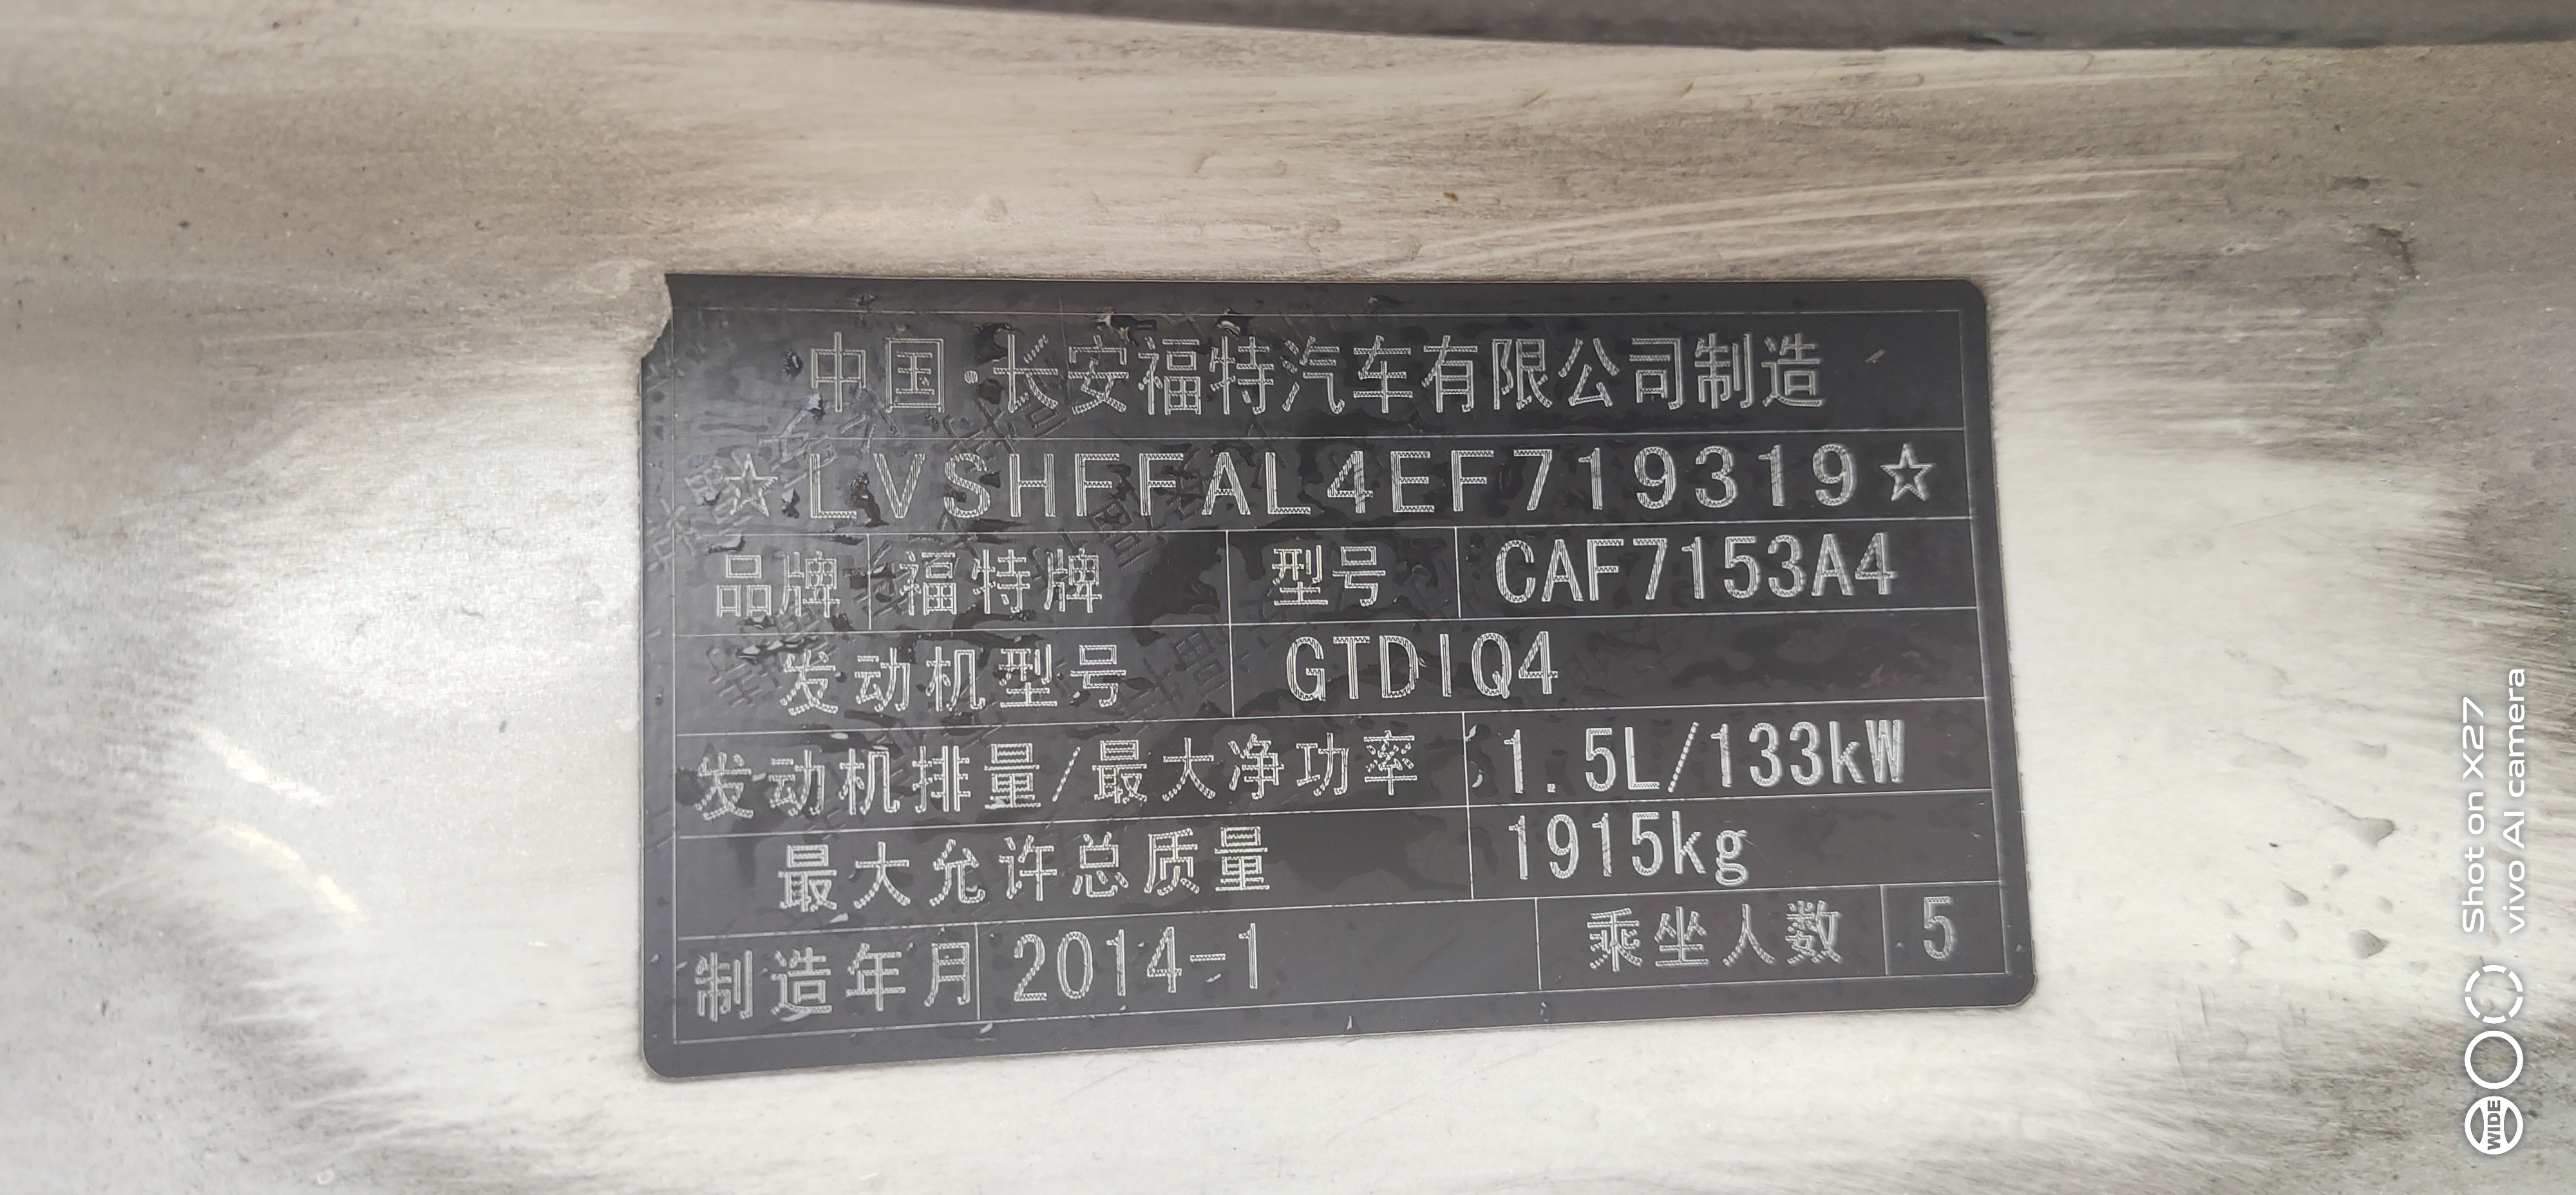 中国·长安福特汽车有限公司制造
☆LVSHFFAL4EF719319☆
品牌 福特牌 型号 CAF7153A4
发动机型号 GTDIQ4
发动机排量/最大净功率 1.5L/133kW
最大允许总质量 1915kg
制造年月 2014-1 乘坐人数 5
Shot on X27
vivo AI camera
WIDE